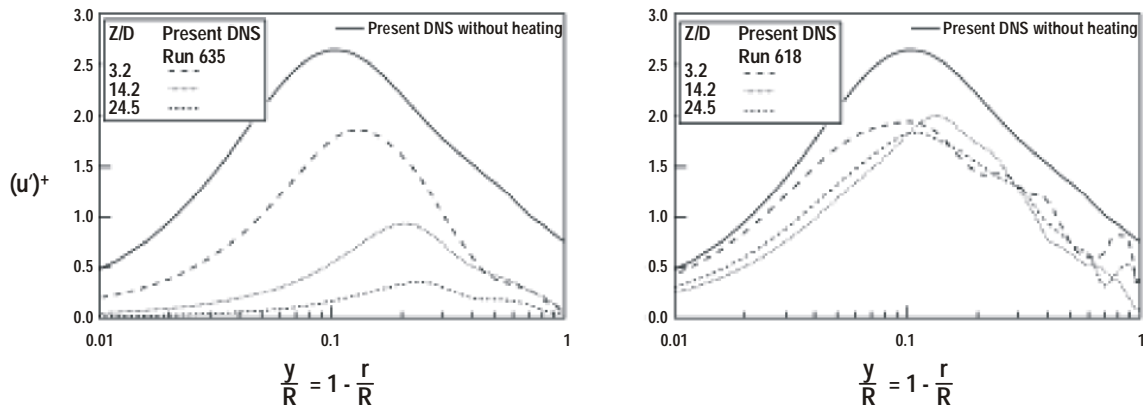 3.0
2.5
2.0
1.5
1.0
0.5
0.0
(u')+
Z/D Present DNS
Run 635
3.2
14.2
24.5
Present DNS without heating
0.01 0.1 1
y/R = 1 - r/R
3.0
2.5
2.0
1.5
1.0
0.5
0.0
Z/D Present DNS
Run 618
3.2
14.2
24.5
Present DNS without heating
0.01 0.1 1
y/R = 1 - r/R